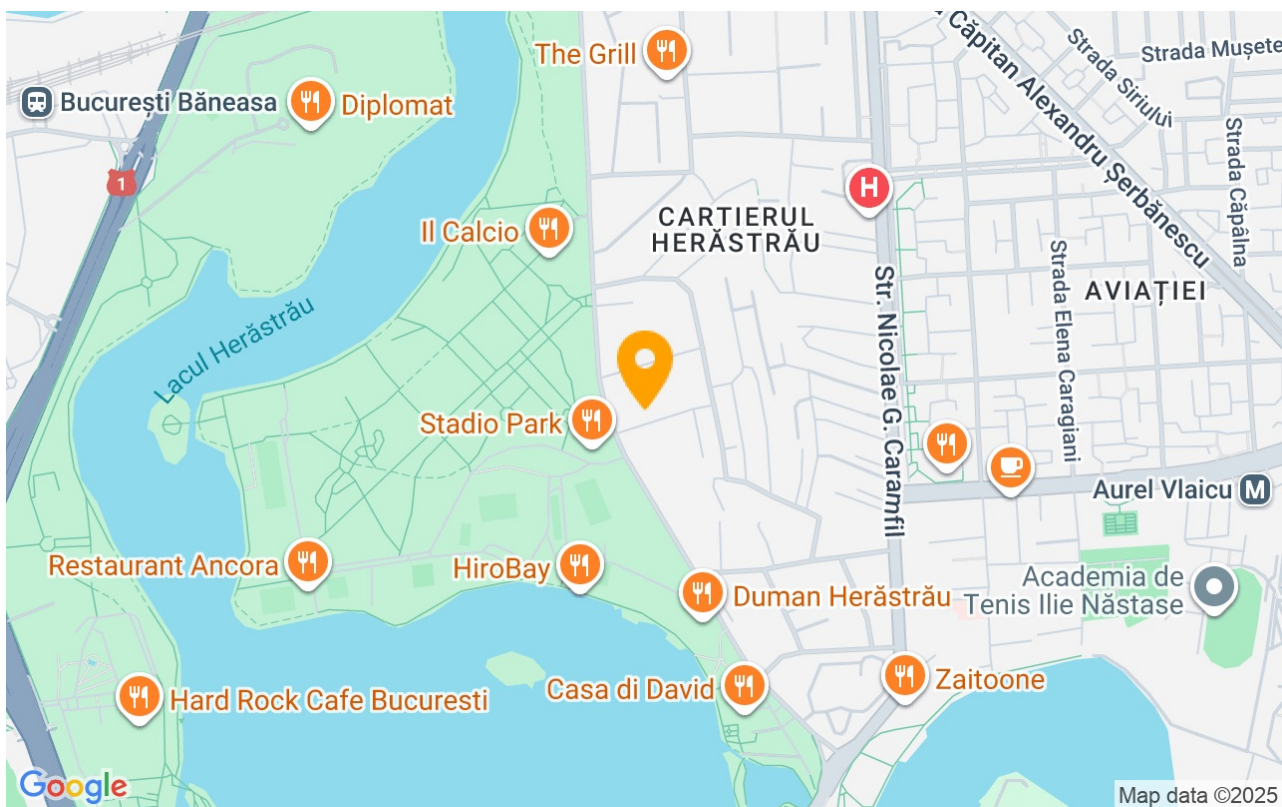 The Grill
București Băneasa
Diplomat
1
Il Calcio
Lacul Herăstrău
CARTIERUL
HERĂSTRĂU
H
Căpitan Alexandru Șerbănescu
Strada Siriului
Strada Mușete
Strada Căpâlna
Strada Elena Caragiani
AVIAȚIEI
Str. Nicolae G. Caramfil
Stadio Park
Aurel Vlaicu M
Restaurant Ancora
HiroBay
Duman Herăstrău
Academia de
Tenis Ilie Năstase
Hard Rock Cafe Bucuresti
Casa di David
Zaitoone
Google
Map data ©2025